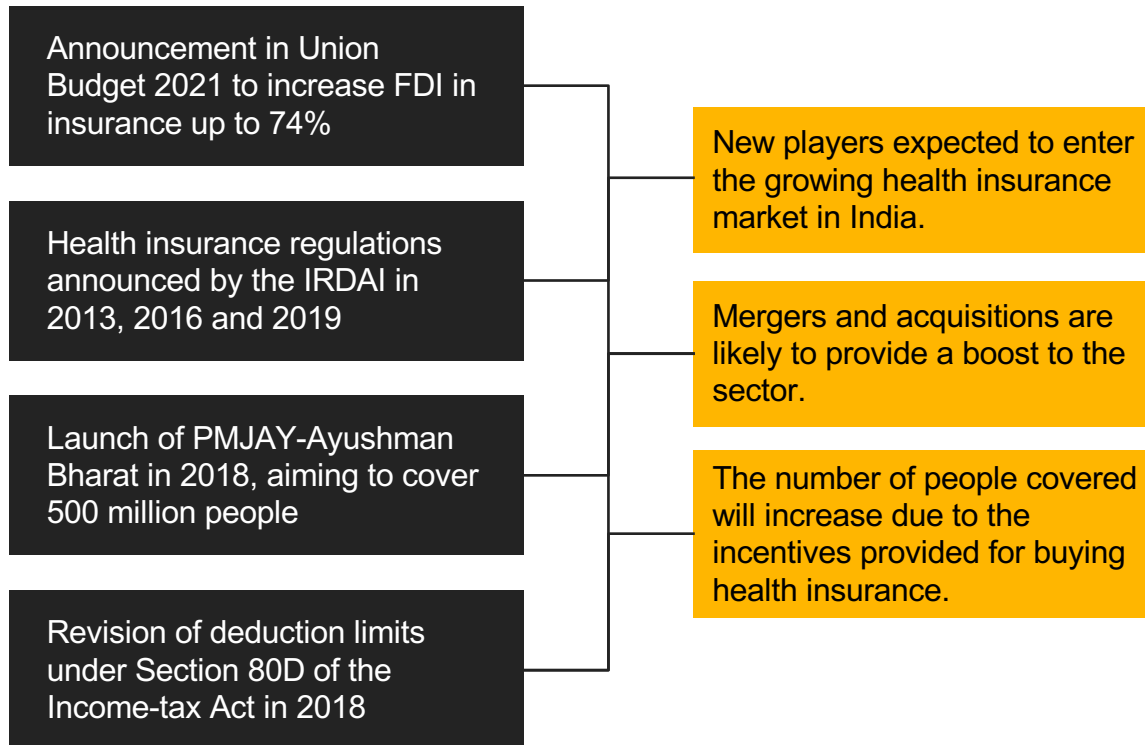 Announcement in Union
Budget 2021 to increase FDI in
insurance up to 74%
Health insurance regulations
announced by the IRDAI in
2013, 2016 and 2019
Launch of PMJAY-Ayushman
Bharat in 2018, aiming to cover
500 million people
Revision of deduction limits
under Section 80D of the
Income-tax Act in 2018
New players expected to enter
the growing health insurance
market in India.
Mergers and acquisitions are
likely to provide a boost to the
sector.
The number of people covered
will increase due to the
incentives provided for buying
health insurance.